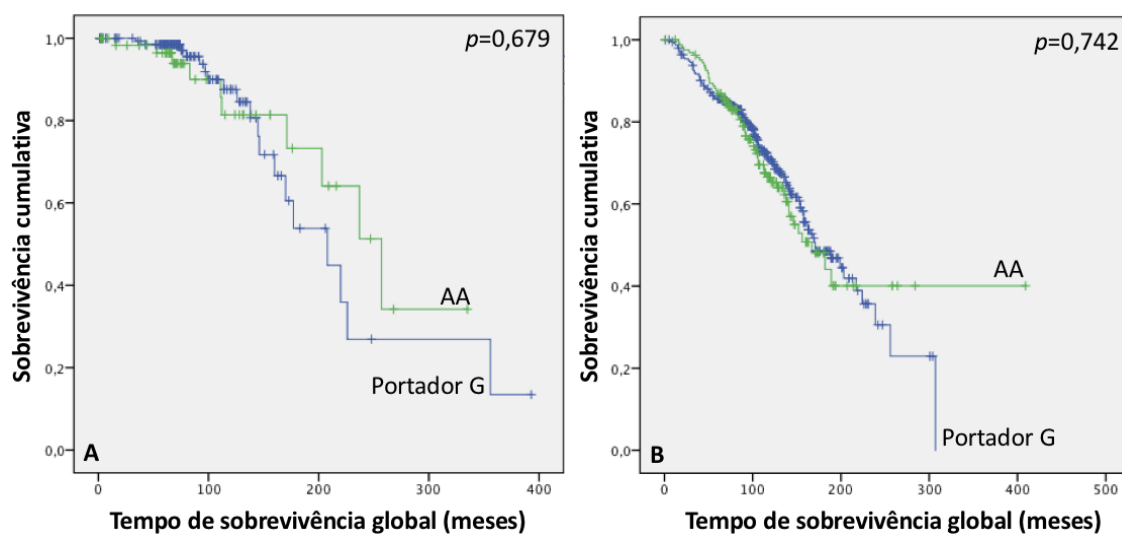 p=0,679
1,0
0,8
0,6
0,4
0,2
0,0
Sobrevivência cumulativa
AA
Portador G
A
0
100
200
300
400
Tempo de sobrevivência global (meses)
p=0,742
1,0
0,8
0,6
0,4
0,2
0,0
Sobrevivência cumulativa
AA
Portador G
B
0
100
200
300
400
500
Tempo de sobrevivência global (meses)